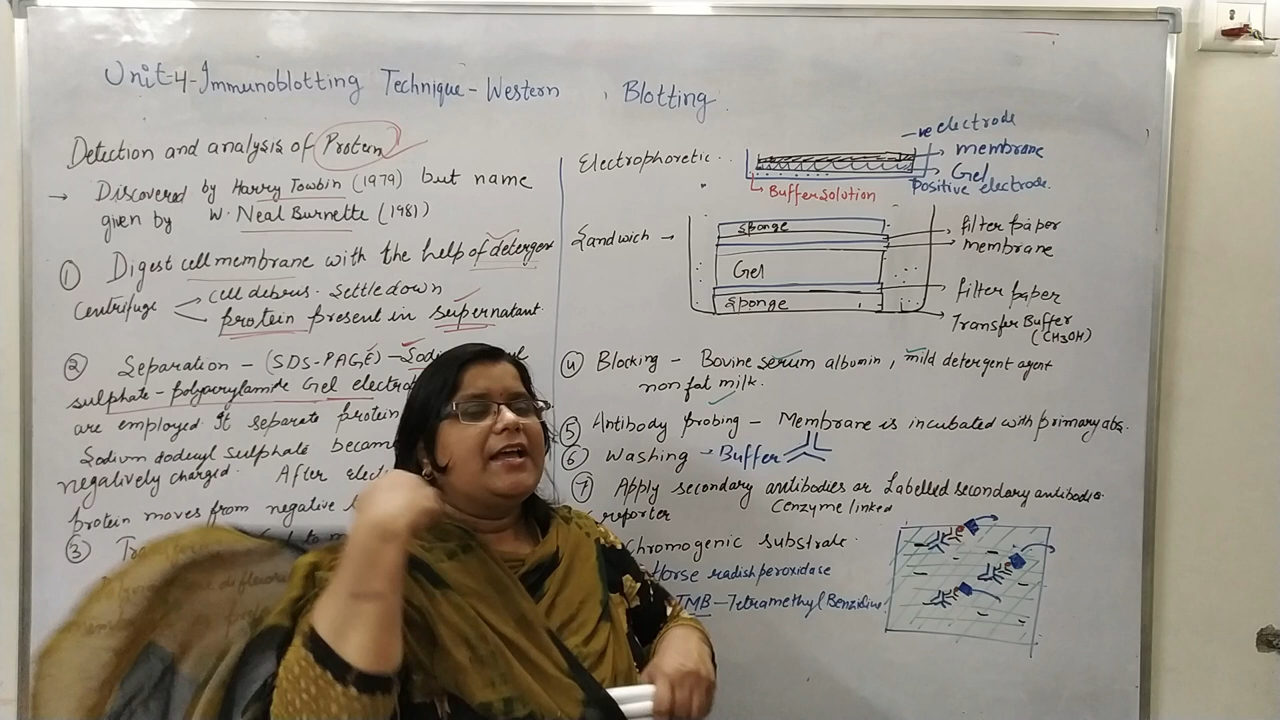 Unit-4-Immunoblotting Technique - Western Blotting.
Detection and analysis of Protein
→ Discovered by Harry Towbin (1979) but name
given by W. Neal Burnette (1981)
① Digest cell membrane with the help of detergent
Centrifuge
→ Cell debris. Settle down
→ protein present in supernatant.
② Separation - (SDS-PAGE) -
sulphate - polyacrylamide Gel
are employed. It separate protein
Sodium dodecyl sulphate
negatively charged. After
protein moves from negative
③
Electrophoretic..
-ve electrode
membrane
Gel
Positive electrode.
Buffer solution
Sandwich →
Sponge
Gel
Sponge
filter paper
membrane
filter paper
Transfer Buffer
(CH3OH)
④ Blocking - Bovine serum albumin, mild detergent agent
non fat milk.
⑤ Antibody probing - Membrane is incubated with primary abs.
⑥ Washing → Buffer
⑦ Apply secondary antibodies or Labelled secondary antibodies
reporter
enzyme linked
Chromogenic substrate.
Horse radish peroxidase
TMB - Tetramethyl Benzidine